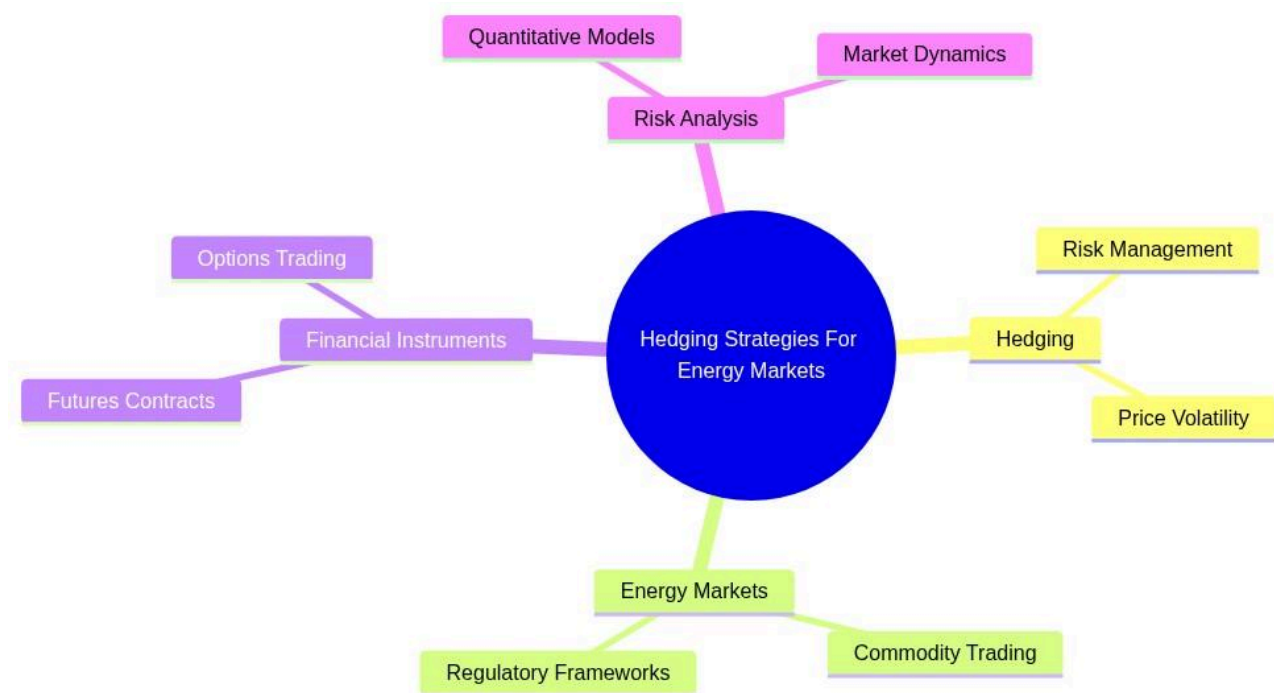 Quantitative Models
Market Dynamics
Risk Analysis
Options Trading
Risk Management
Financial Instruments
Hedging Strategies For
Energy Markets
Hedging
Futures Contracts
Price Volatility
Energy Markets
Regulatory Frameworks
Commodity Trading